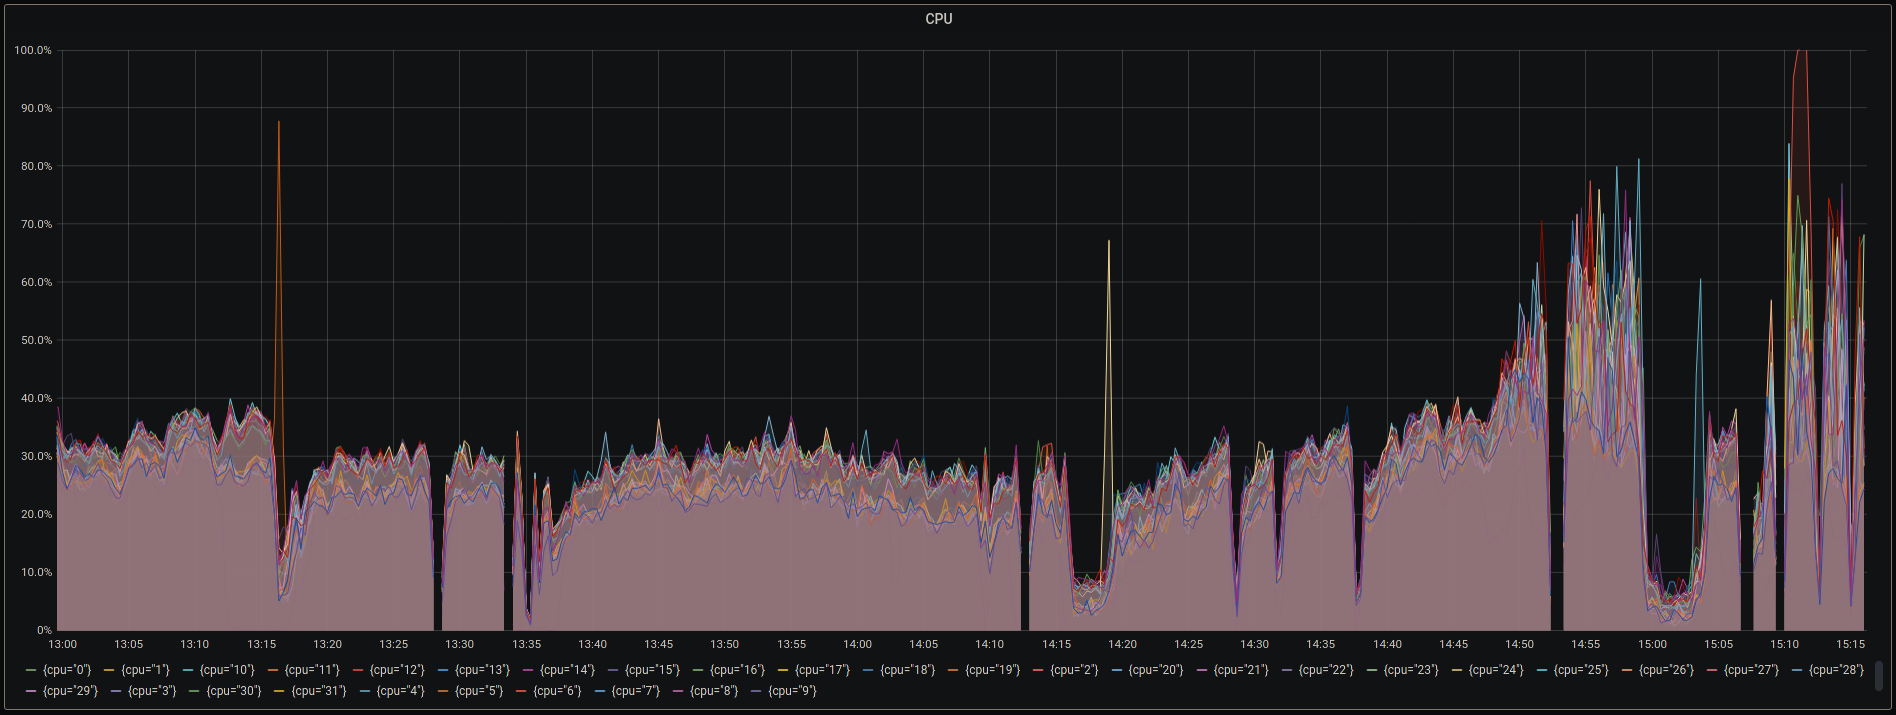 CPU
100.0%
90.0%
80.0%
70.0%
60.0%
50.0%
40.0%
30.0%
20.0%
10.0%
0%
13:00 13:05 13:10 13:15 13:20 13:25 13:30 13:35 13:40 13:45 13:50 13:55 14:00 14:05 14:10 14:15 14:20 14:25 14:30 14:35 14:40 14:45 14:50 14:55 15:00 15:05 15:10 15:15
{cpu="0"} {cpu="1"} {cpu="10"} {cpu="11"} {cpu="12"} {cpu="13"} {cpu="14"} {cpu="15"} {cpu="16"} {cpu="17"} {cpu="18"} {cpu="19"} {cpu="2"} {cpu="20"} {cpu="21"} {cpu="22"} {cpu="23"} {cpu="24"} {cpu="25"} {cpu="26"} {cpu="27"} {cpu="28"}
{cpu="29"} {cpu="3"} {cpu="30"} {cpu="31"} {cpu="4"} {cpu="5"} {cpu="6"} {cpu="7"} {cpu="8"} {cpu="9"}